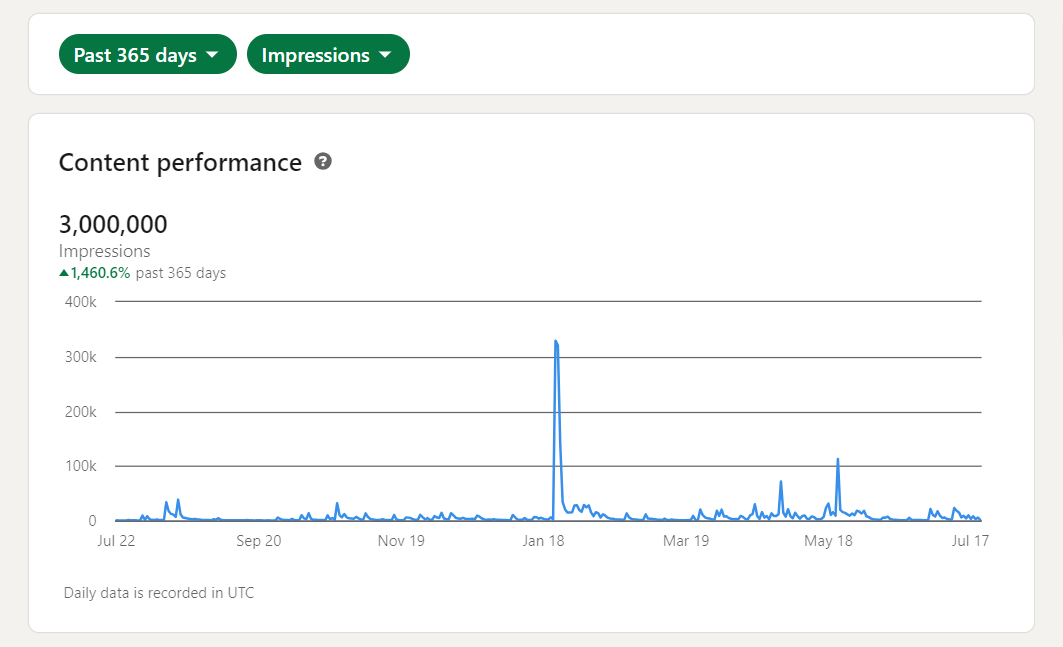 Past 365 days Impressions
Content performance
3,000,000
Impressions
1,460.6% past 365 days
400k
300k
200k
100k
0
Jul 22 Sep 20 Nov 19 Jan 18 Mar 19 May 18 Jul 17
Daily data is recorded in UTC